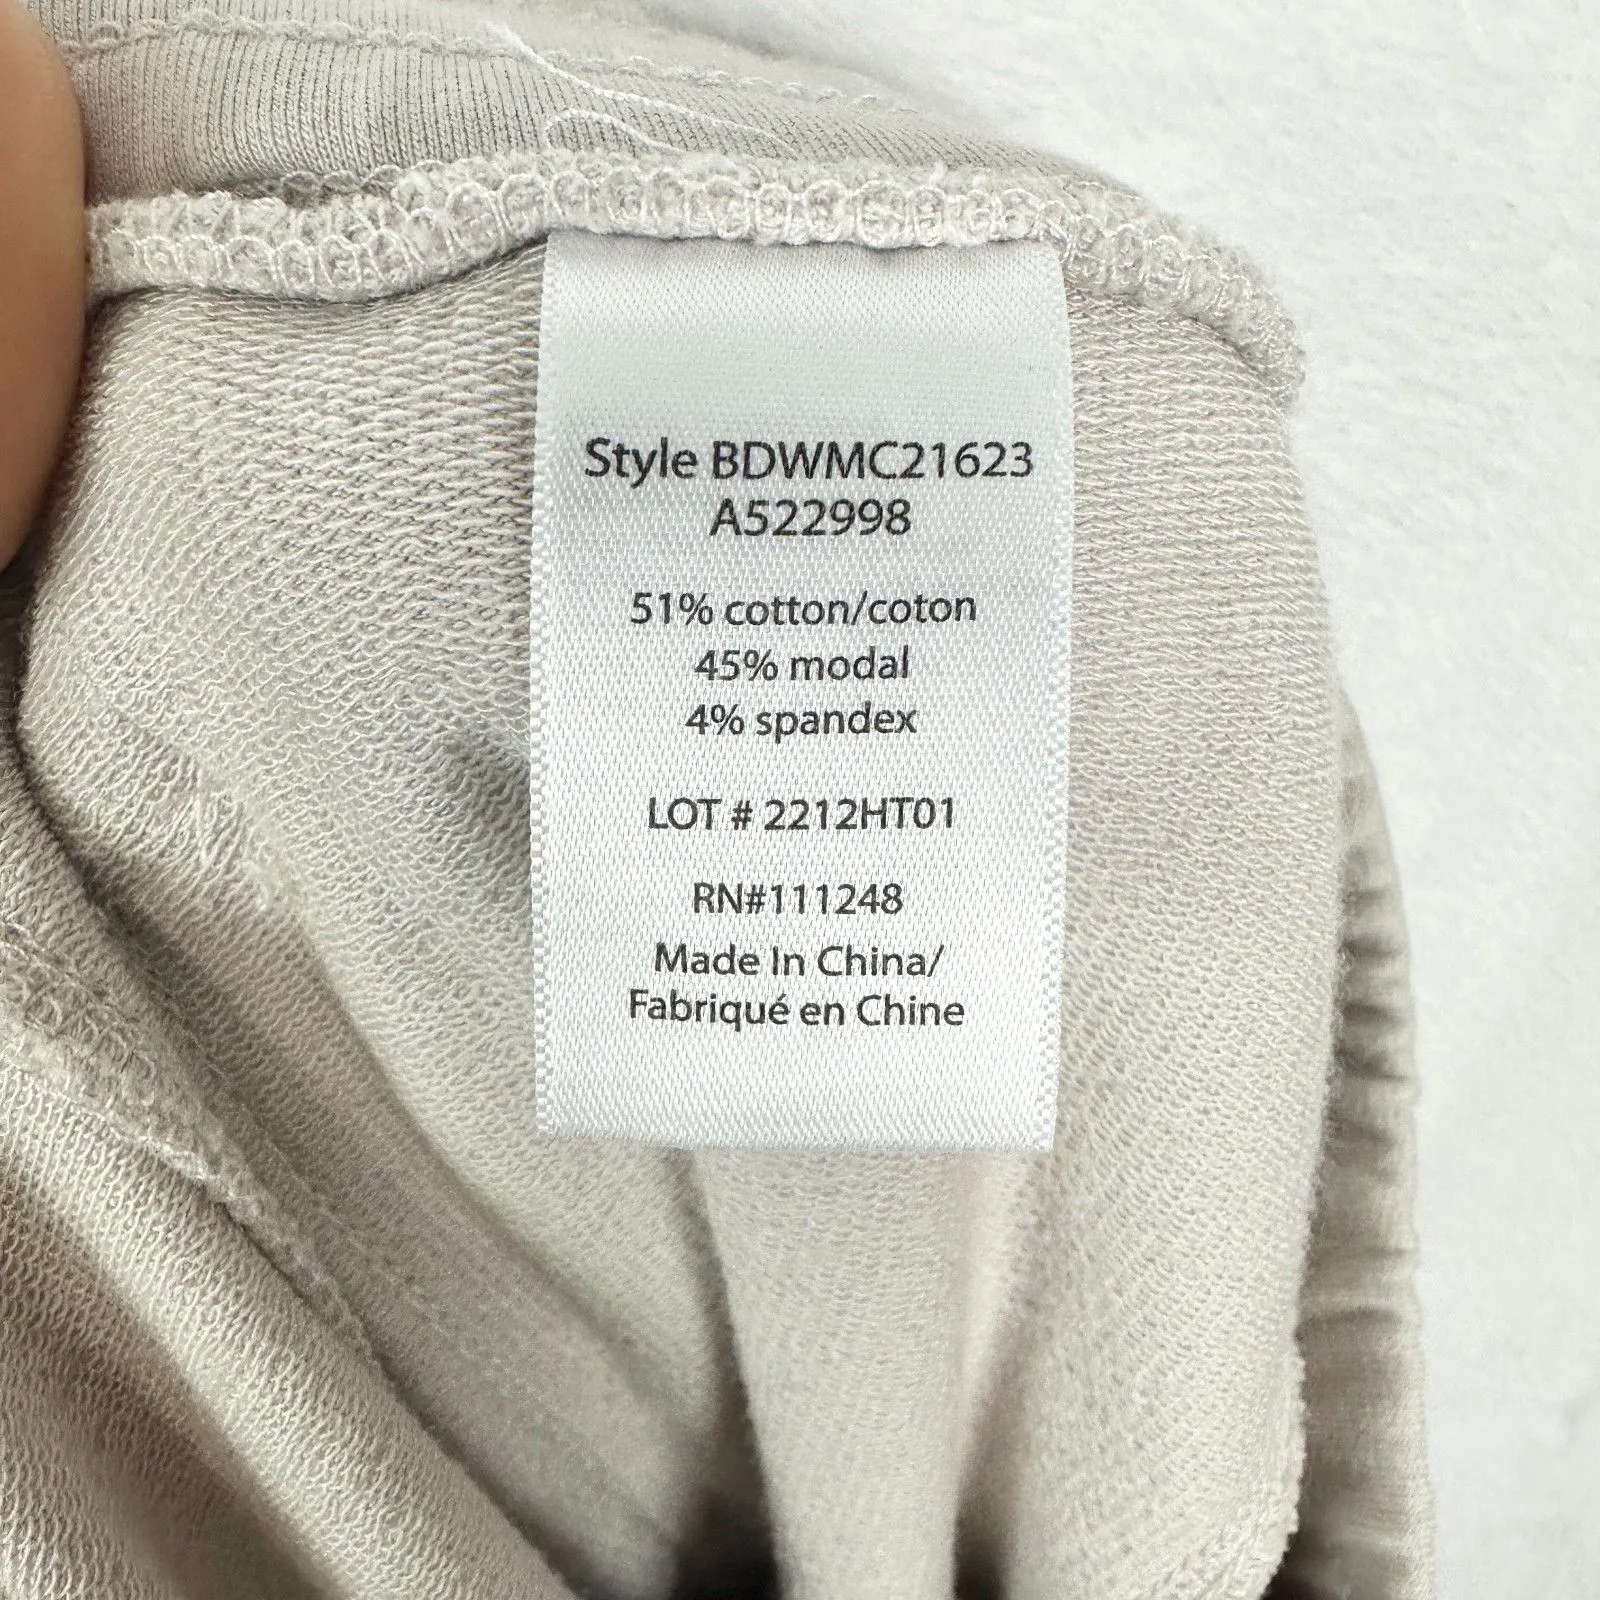 Style BDWMC21623
A522998
51% cotton/coton
45% modal
4% spandex
LOT # 2212HT01
RN#111248
Made In China/
Fabriqué en Chine